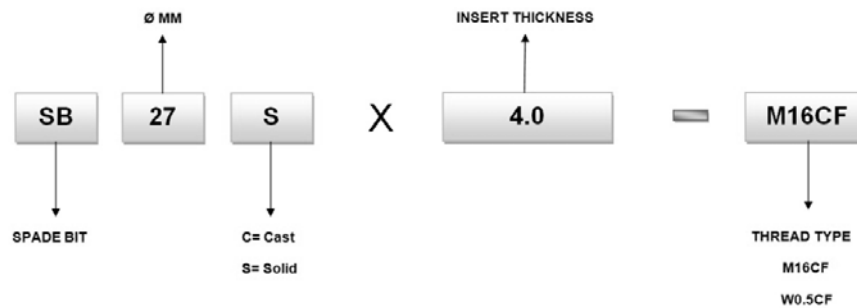 Ø MM
INSERT THICKNESS
SB 27 S X 4.0 - M16CF
SPADE BIT
C= Cast
S= Solid
THREAD TYPE
M16CF
W0.5CF